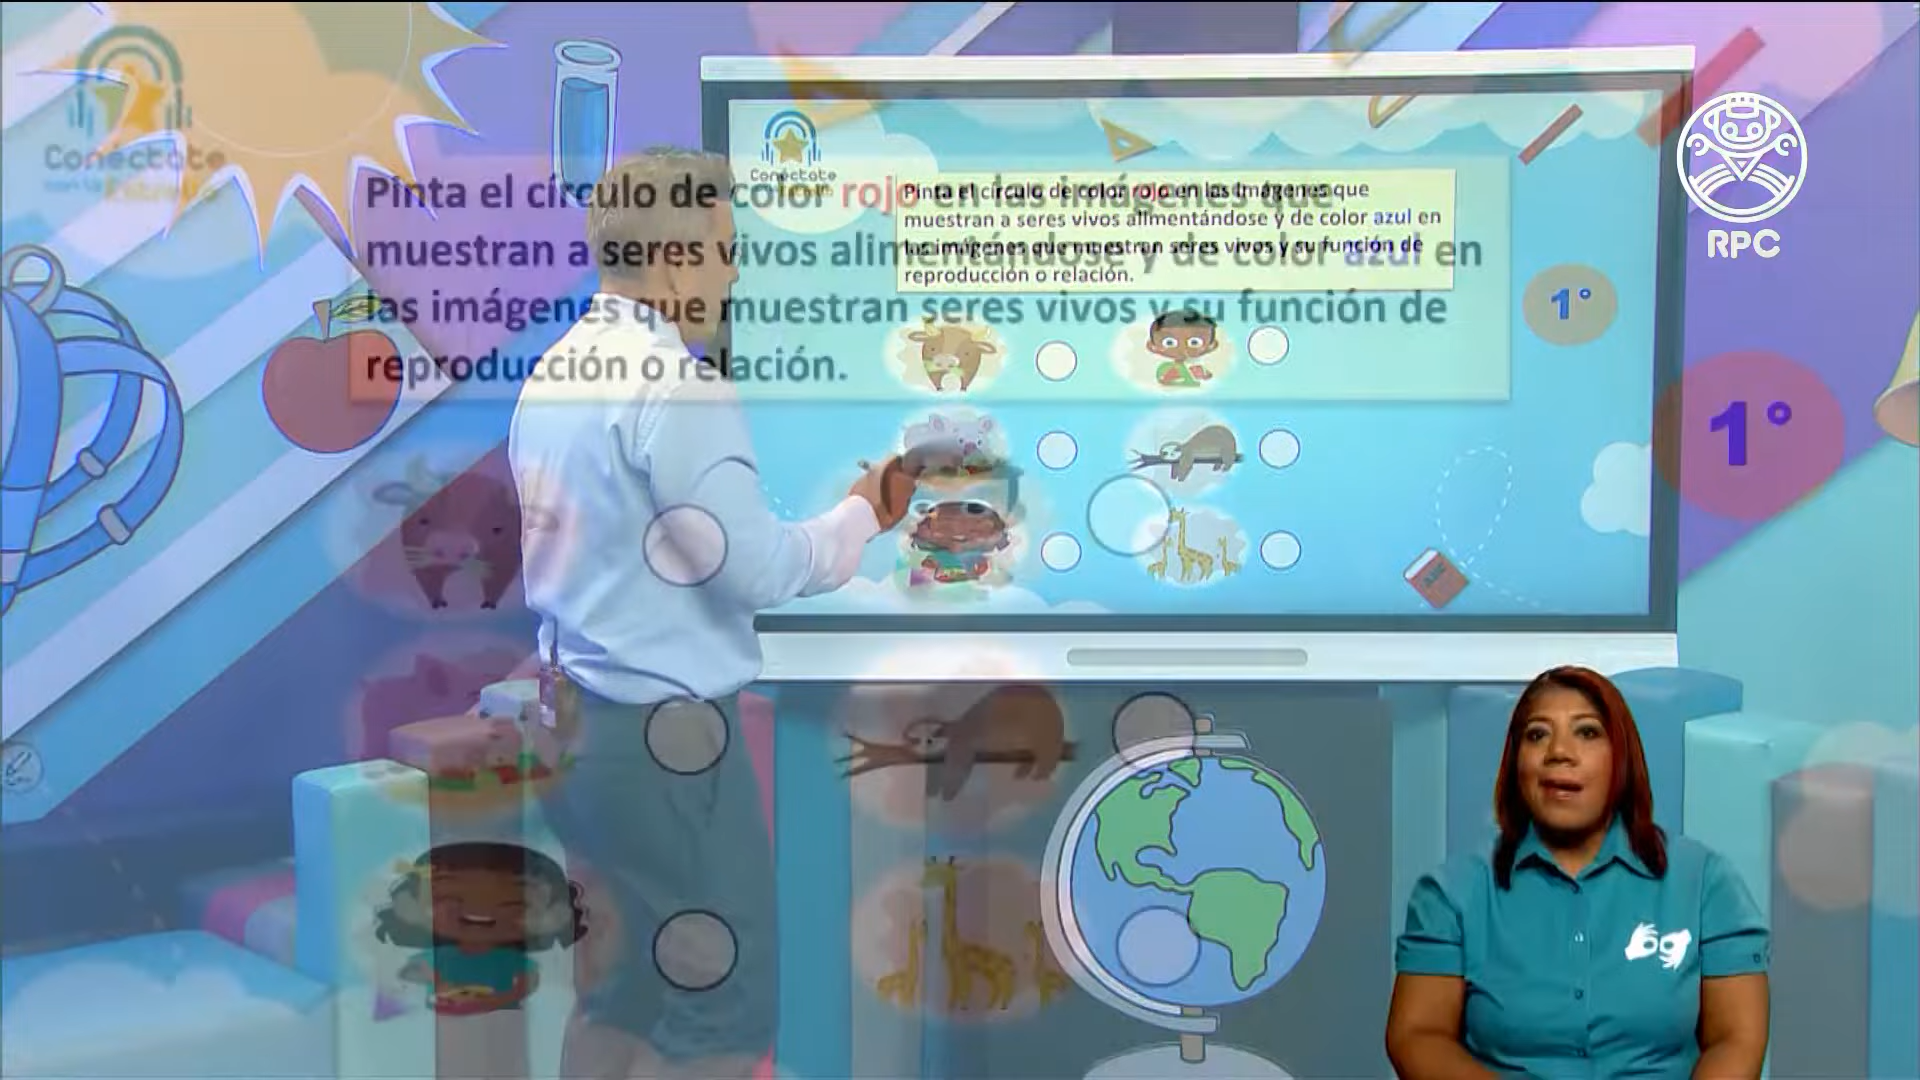 Conéctate
con la Estrella
Pinta el círculo de color rojo en las imágenes que
muestran a seres vivos alimentándose y de color azul en
las imágenes que muestran seres vivos y su función de
reproducción o relación.
Conéctate
Pinta el círculo de color rojo en las imágenes que
muestran a seres vivos alimentándose y de color azul en
las imágenes que muestran seres vivos y su función de
reproducción o relación.
RPC
1°
1°